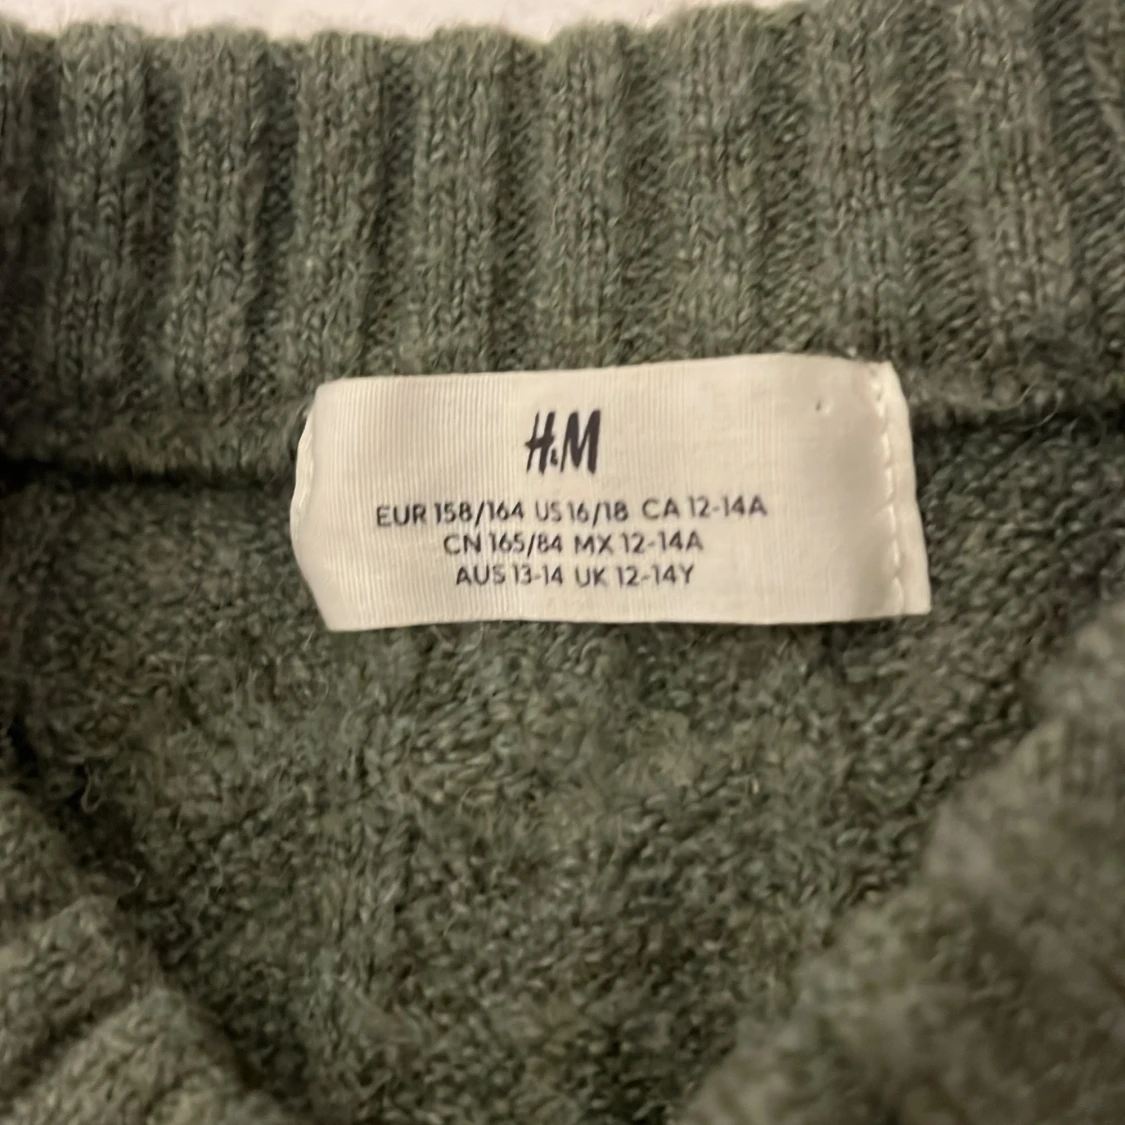 H&M
EUR 158/164 US 16/18 CA 12-14A
CN 165/84 MX 12-14A
AUS 13-14 UK 12-14Y